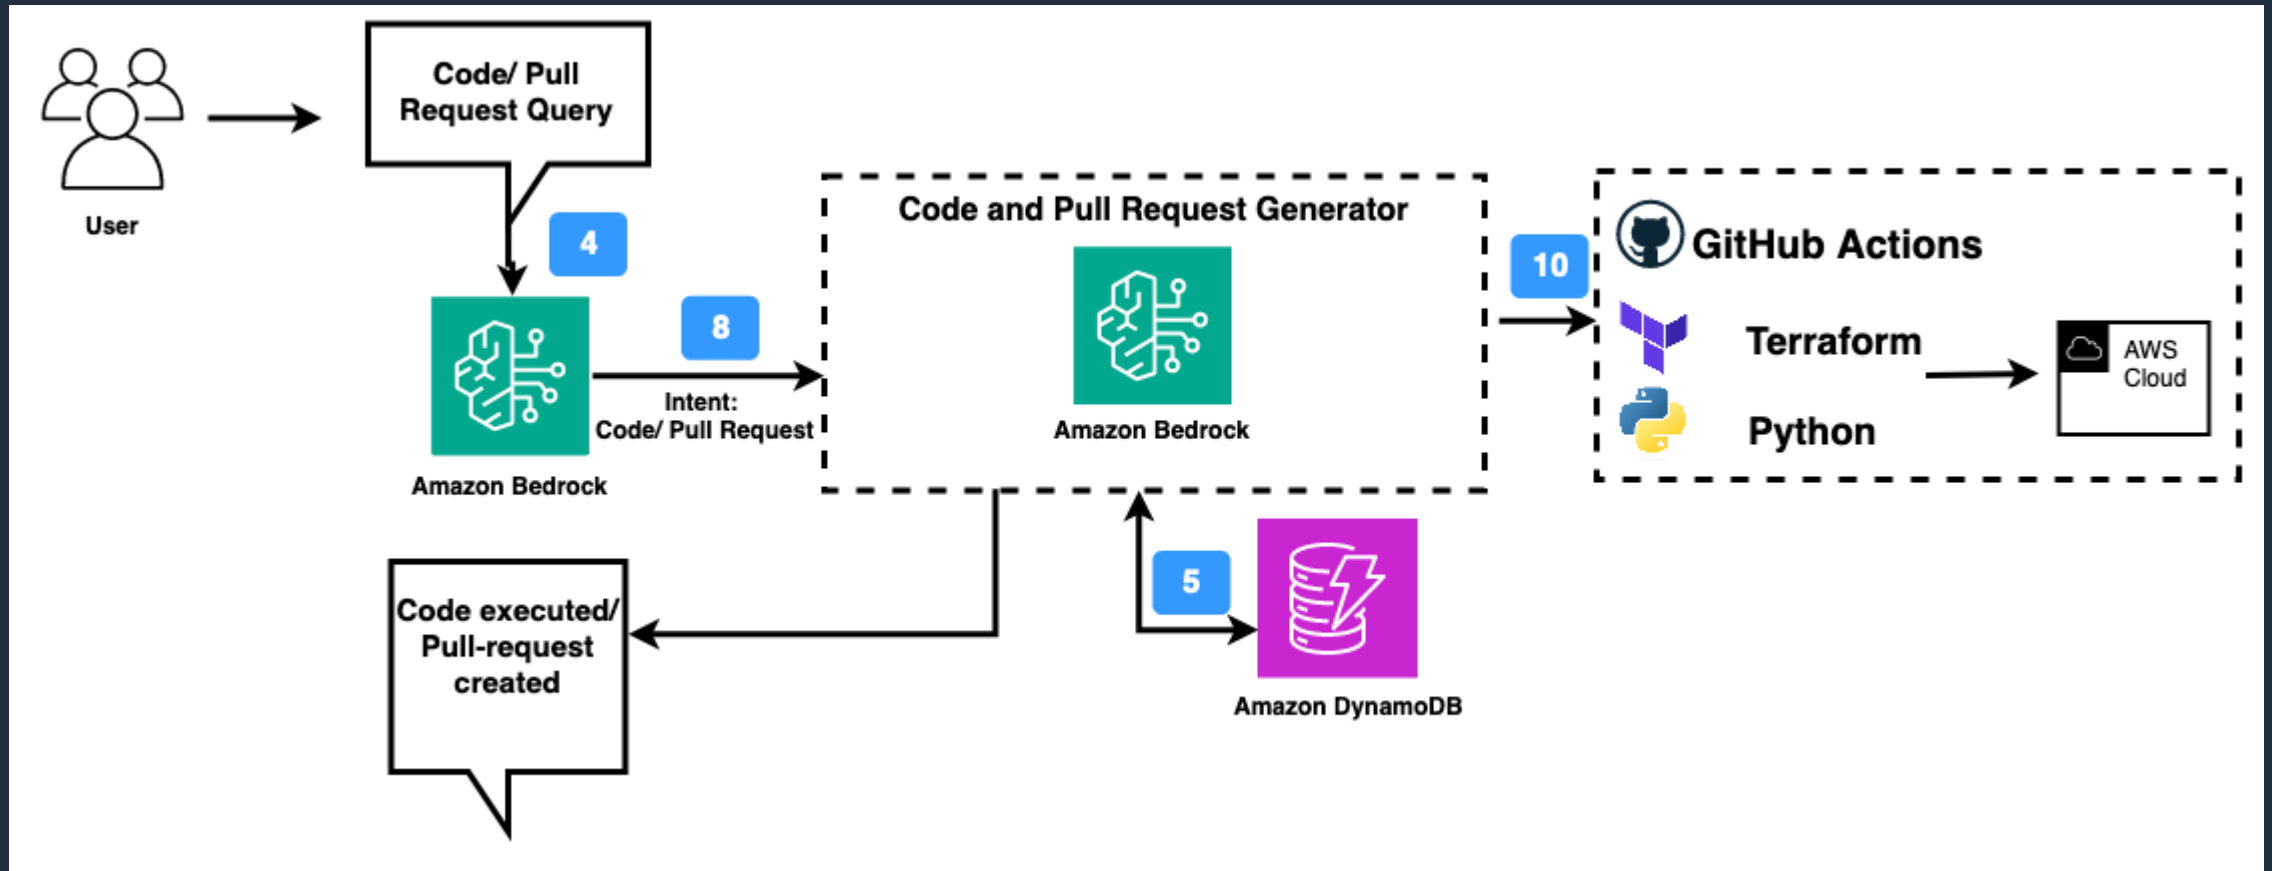 Code/ Pull
Request Query
User
4
Amazon Bedrock
8
Intent:
Code/ Pull Request
Code and Pull Request Generator
Amazon Bedrock
10
GitHub Actions
Terraform
Python
AWS
Cloud
5
Amazon DynamoDB
Code executed/
Pull-request
created